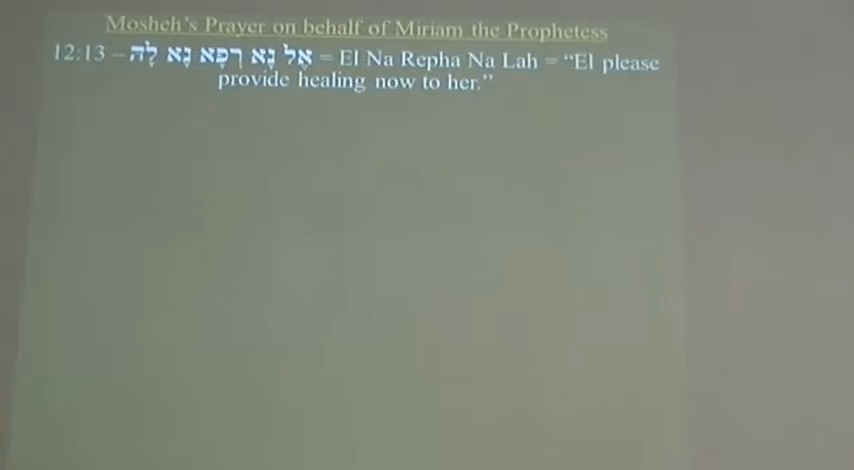 Mosheh's Prayer on behalf of Miriam the Prophetess
12:13 – אֵל נָא רְפָא נָא לָהּ = El Na Repha Na Lah = “El please
provide healing now to her.”